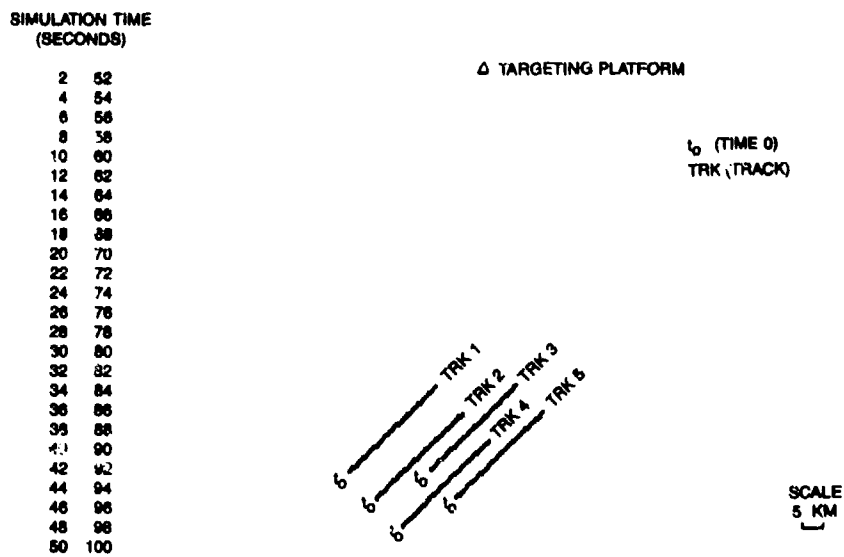 SIMULATION TIME
(SECONDS)
2 52
4 54
6 56
8 58
10 60
12 62
14 64
16 66
18 68
20 70
22 72
24 74
26 76
28 78
30 80
32 82
34 84
36 86
38 88
40 90
42 92
44 94
46 96
48 98
50 100
Δ TARGETING PLATFORM
t₀ (TIME 0)
TRK (TRACK)
TRK 1
TRK 2
TRK 3
TRK 4
TRK 5
t₀
t₀
t₀
t₀
t₀
SCALE
5 KM